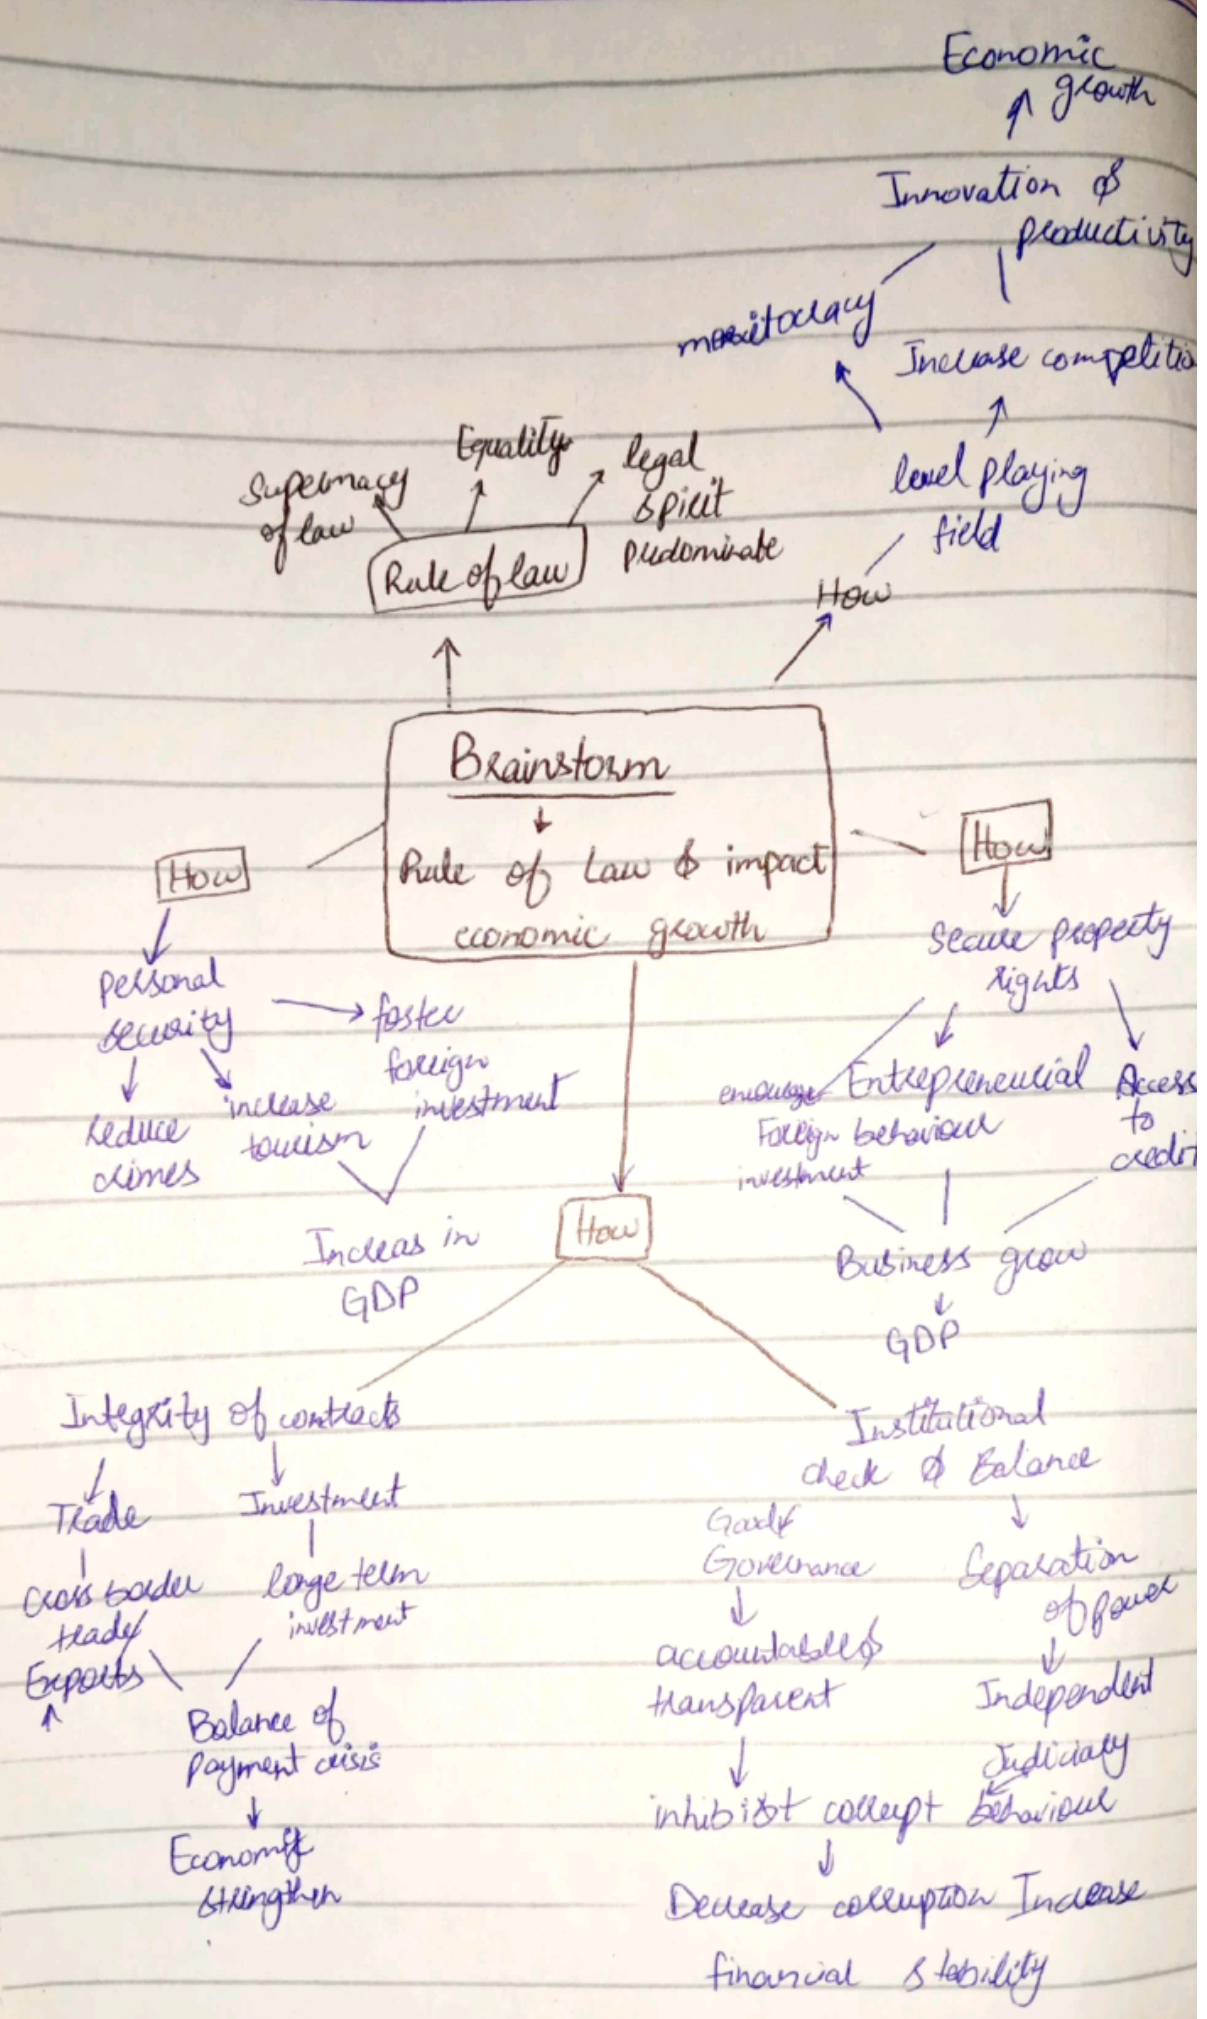 Economic
growth
Innovation &
productivity
meritocracy
Increase competitio
level playing
field
How
Equality
legal
spirit
predominate
Supermacy
of law
Rule of law
Brainstorm
Rule of Law & impact
economic growth
How
Personal
security
foster
foreign
investment
reduce
crimes
increase
tourism
Increas in
GDP
How
Secure property
rights
encourage
Foreign
investment
Entrepreneurial
behaviour
Access
to
credit
Business grow
GDP
How
Integrity of contracts
Trade
Cross border
trade
Exports
Investment
longe term
investment
Balance of
payment crisis
Economy
strengthen
Institutional
check & Balance
Good
Governance
accountable &
transparent
Separation
of power
Independent
Judiciary
inhibist corrupt behaviour
Decrease corruption Increase
financial stability